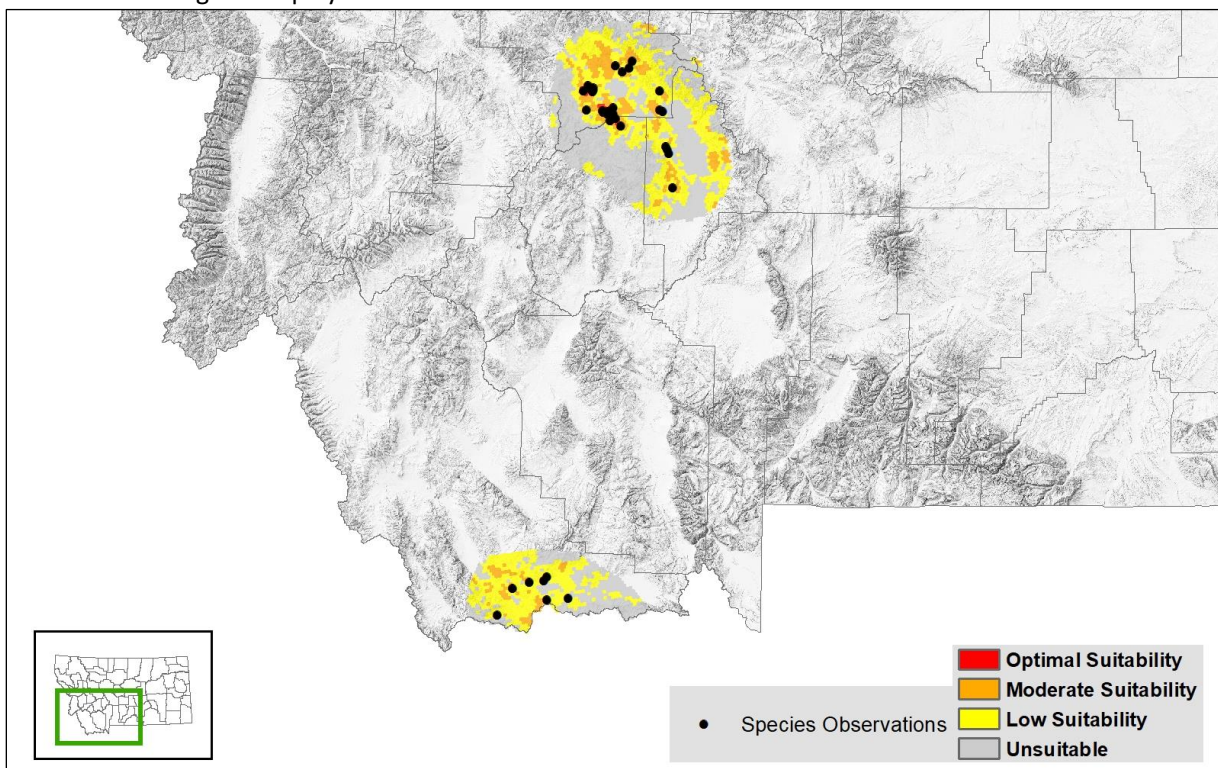 Species Observations
Optimal Suitability
Moderate Suitability
Low Suitability
Unsuitable